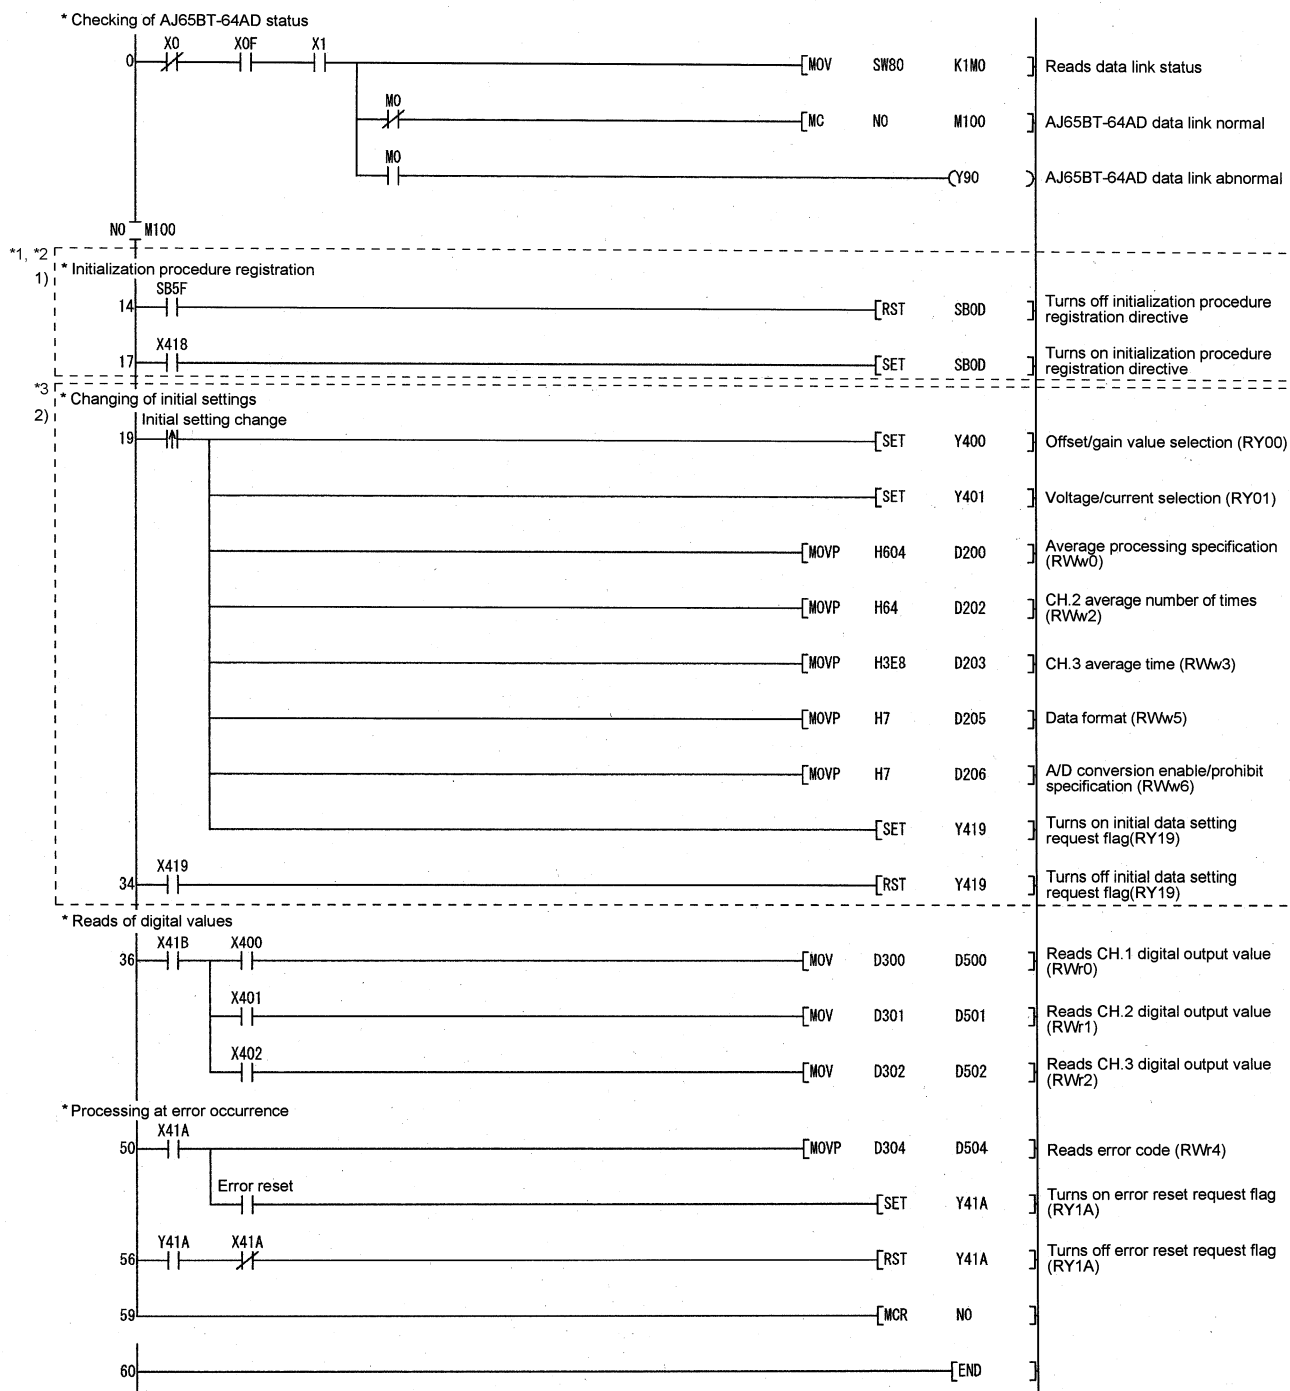 * Checking of AJ65BT-64AD status
X0 X0F X1
0 MOV SW80 K1M0 Reads data link status
M0
MC N0 M100 AJ65BT-64AD data link normal
M0
Y90 AJ65BT-64AD data link abnormal
N0 M100
*1, *2
1)
* Initialization procedure registration
SB5F
14 RST SB0D Turns off initialization procedure
registration directive
X418
17 SET SB0D Turns on initialization procedure
registration directive
*3
2)
* Changing of initial settings
Initial setting change
19 SET Y400 Offset/gain value selection (RY00)
SET Y401 Voltage/current selection (RY01)
MOVP H604 D200 Average processing specification
(RWw0)
MOVP H64 D202 CH.2 average number of times
(RWw2)
MOVP H3E8 D203 CH.3 average time (RWw3)
MOVP H7 D205 Data format (RWw5)
MOVP H7 D206 A/D conversion enable/prohibit
specification (RWw6)
SET Y419 Turns on initial data setting
request flag(RY19)
X419
34 RST Y419 Turns off initial data setting
request flag(RY19)
* Reads of digital values
X41B X400
36 MOV D300 D500 Reads CH.1 digital output value
(RWr0)
X401
MOV D301 D501 Reads CH.2 digital output value
(RWr1)
X402
MOV D302 D502 Reads CH.3 digital output value
(RWr2)
* Processing at error occurrence
X41A
50 MOVP D304 D504 Reads error code (RWr4)
Error reset
SET Y41A Turns on error reset request flag
(RY1A)
Y41A X41A
56 RST Y41A Turns off error reset request flag
(RY1A)
59 MCR N0
60 END